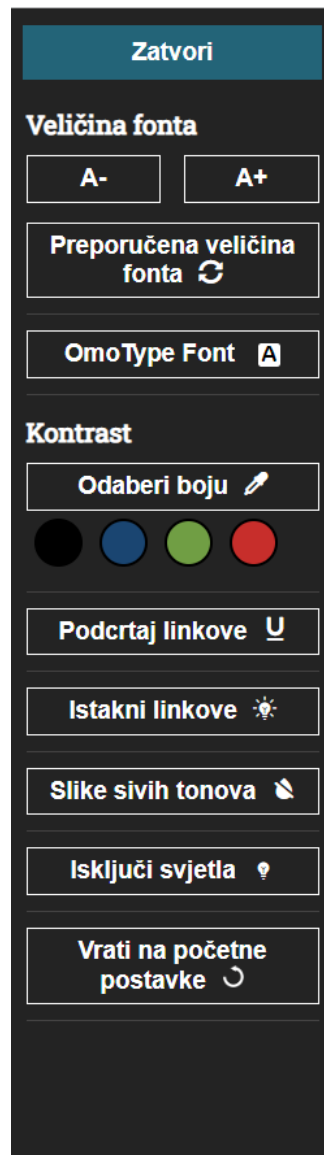 Zatvori
Veličina fonta
A-
A+
Preporučena veličina
fonta
OmoType Font A
Kontrast
Odaberi boju
Podcrtaj linkove U
Istakni linkove
Slike sivih tonova
Isključi svjetla
Vrati na početne
postavke